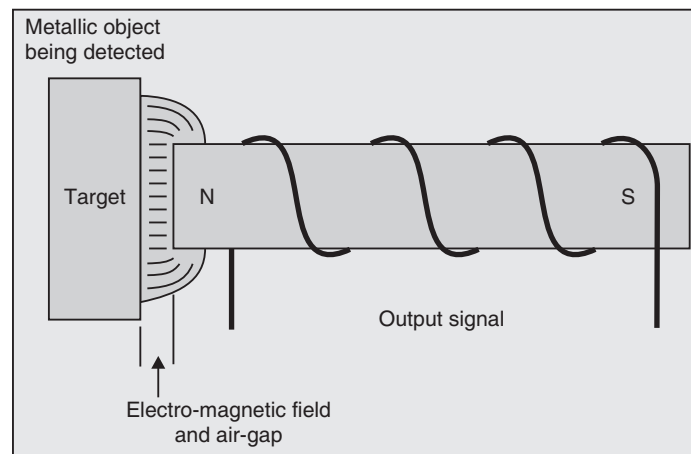 Metallic object
being detected
Target
N
S
Output signal
Electro-magnetic field
and air-gap